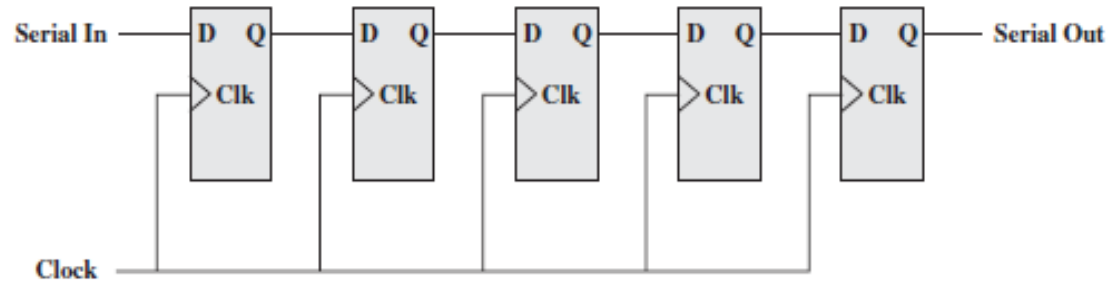 Serial In D Q D Q D Q D Q D Q Serial Out
Clk Clk Clk Clk Clk
Clock